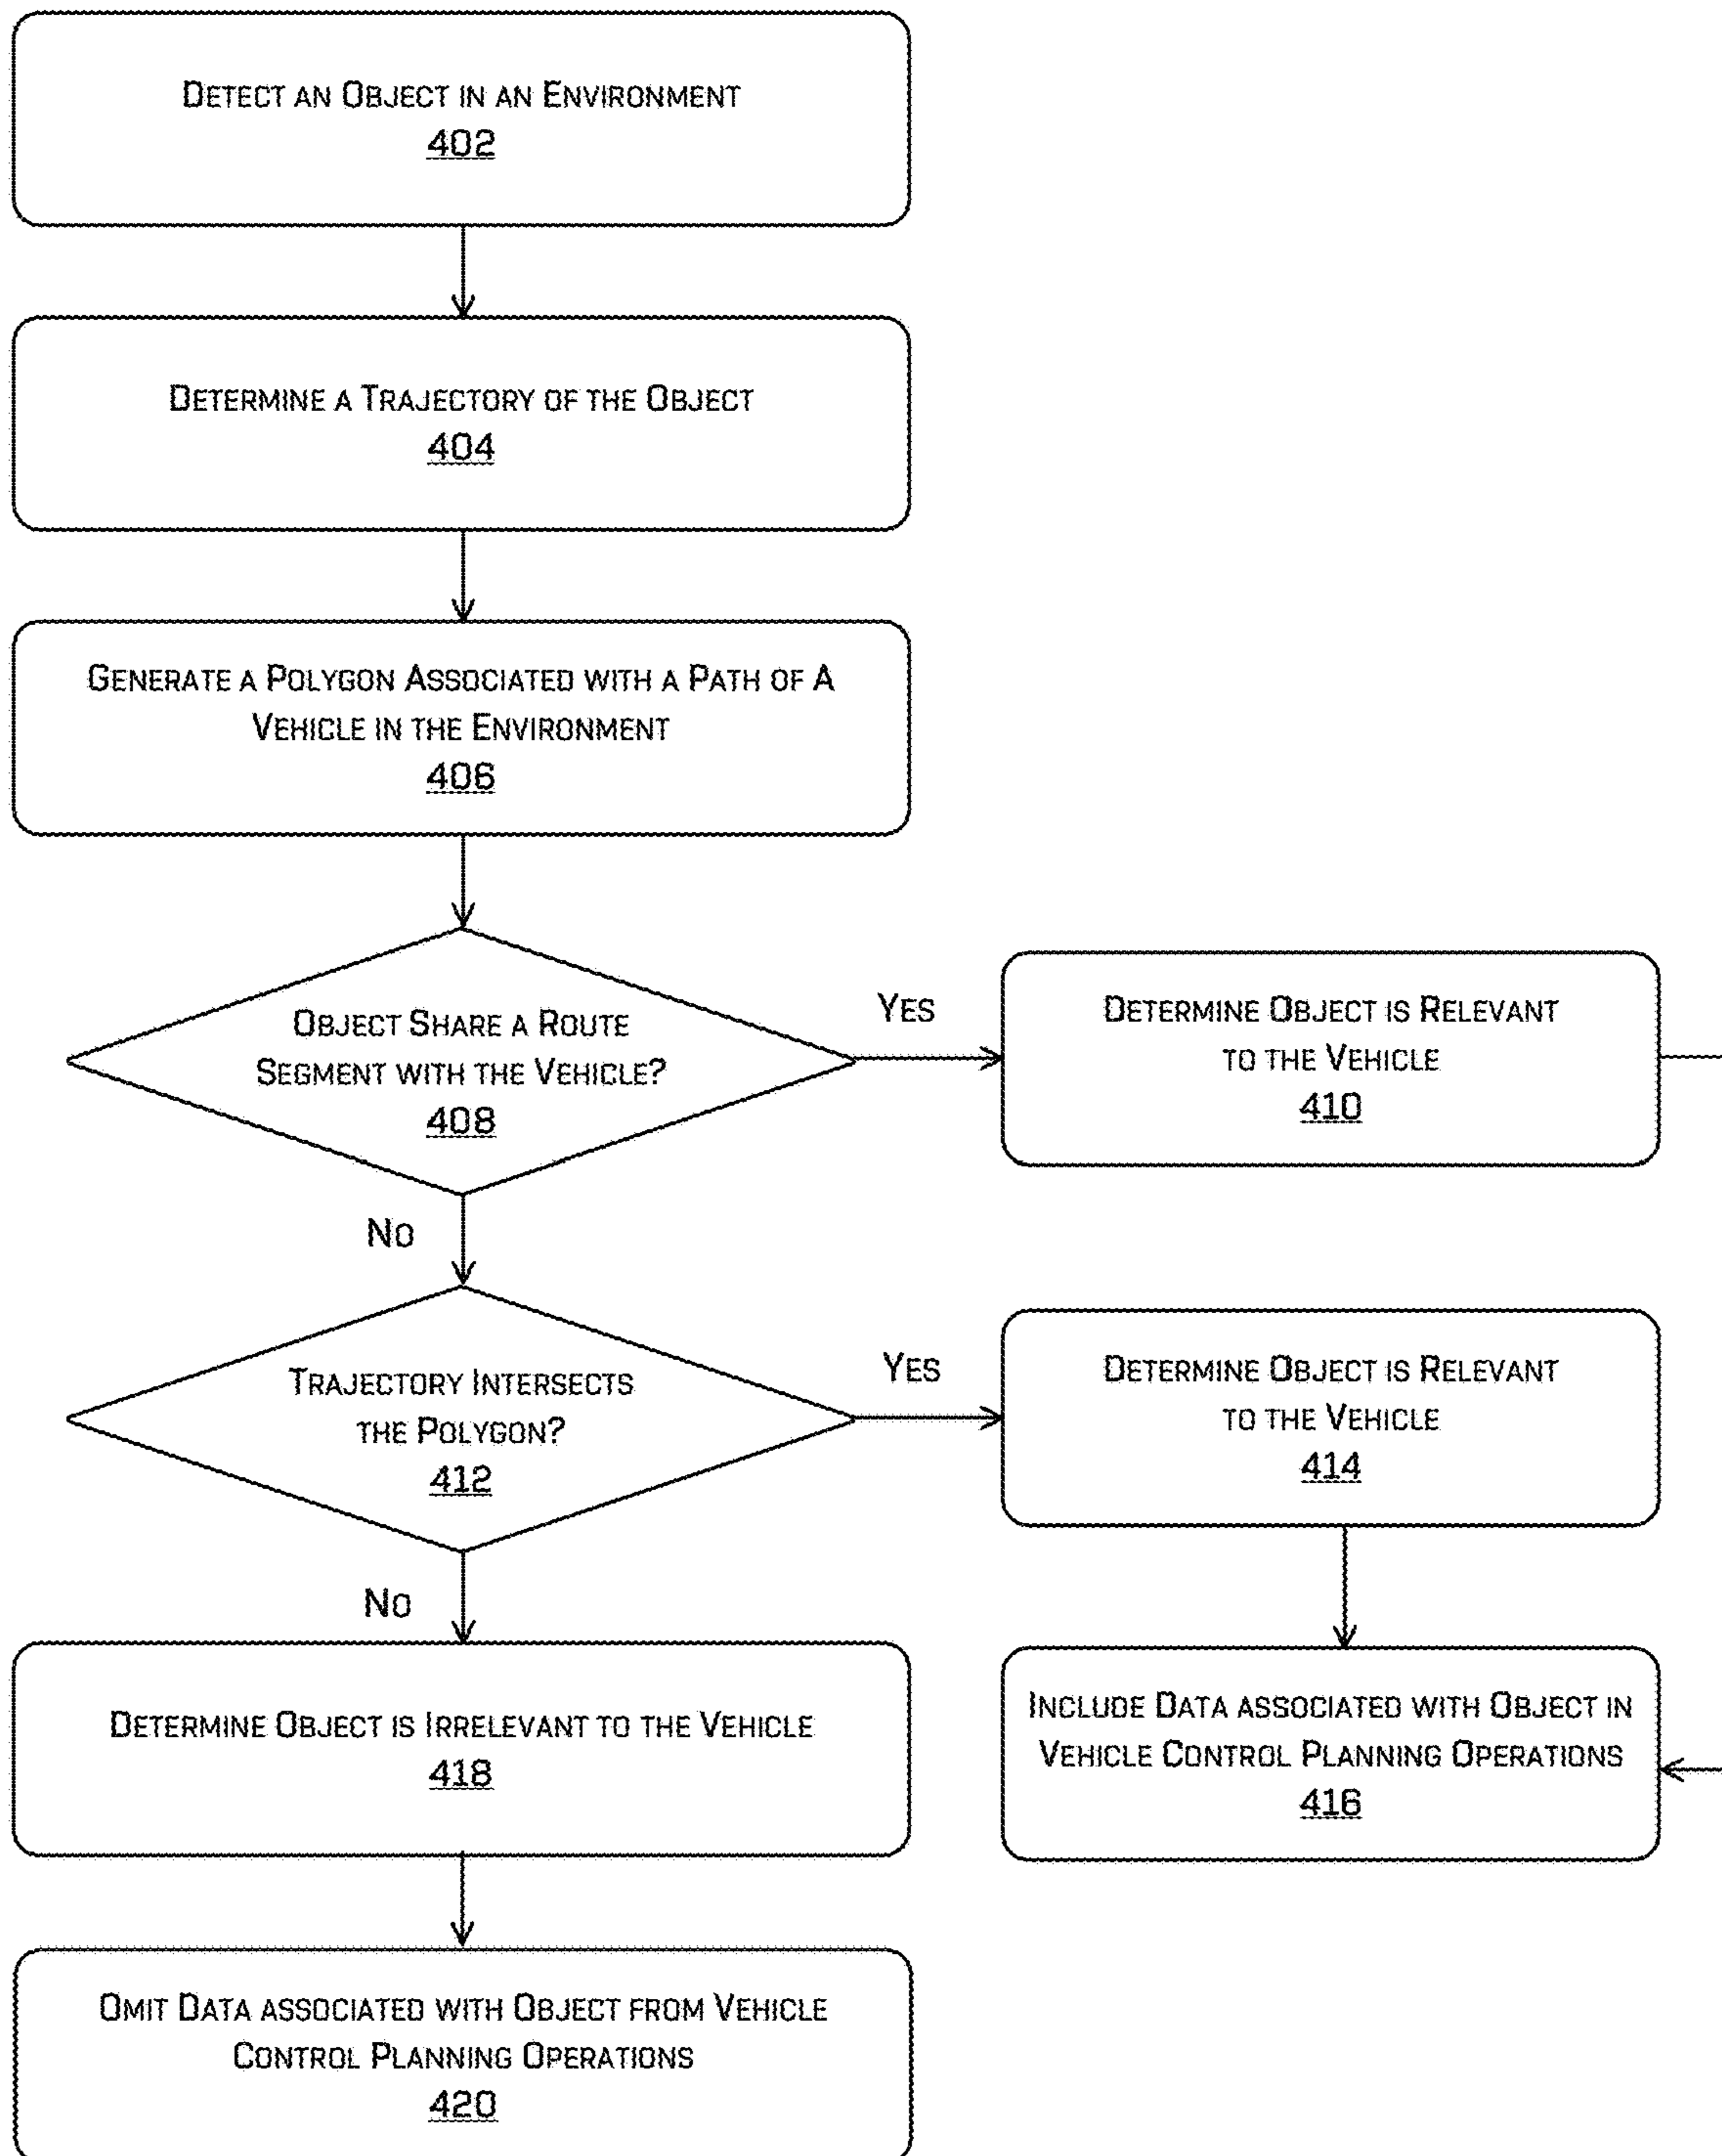 Detect an Object in an Environment
402
Determine a Trajectory of the Object
404
Generate a Polygon Associated with a Path of A
Vehicle in the Environment
406
Object Share a Route
Segment with the Vehicle?
408
Yes
Determine Object is Relevant
to the Vehicle
410
No
Trajectory Intersects
the Polygon?
412
Yes
Determine Object is Relevant
to the Vehicle
414
No
Determine Object is Irrelevant to the Vehicle
418
Include Data associated with Object in
Vehicle Control Planning Operations
416
Omit Data associated with Object from Vehicle
Control Planning Operations
420